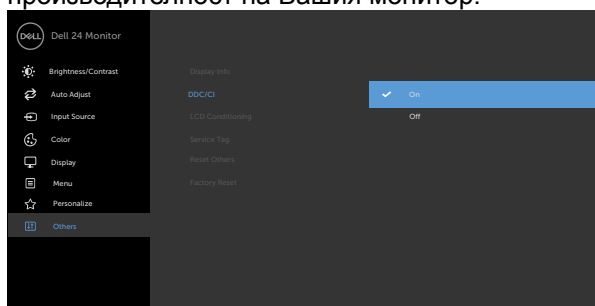 производителност на Вашия монитор.
DELL Dell 24 Monitor
Brightness/Contrast
Display Info
Auto Adjust
DDC/CI
On
Input Source
LCD Conditioning
Off
Color
Service Tag
Display
Reset Others
Menu
Factory Reset
Personalize
Others